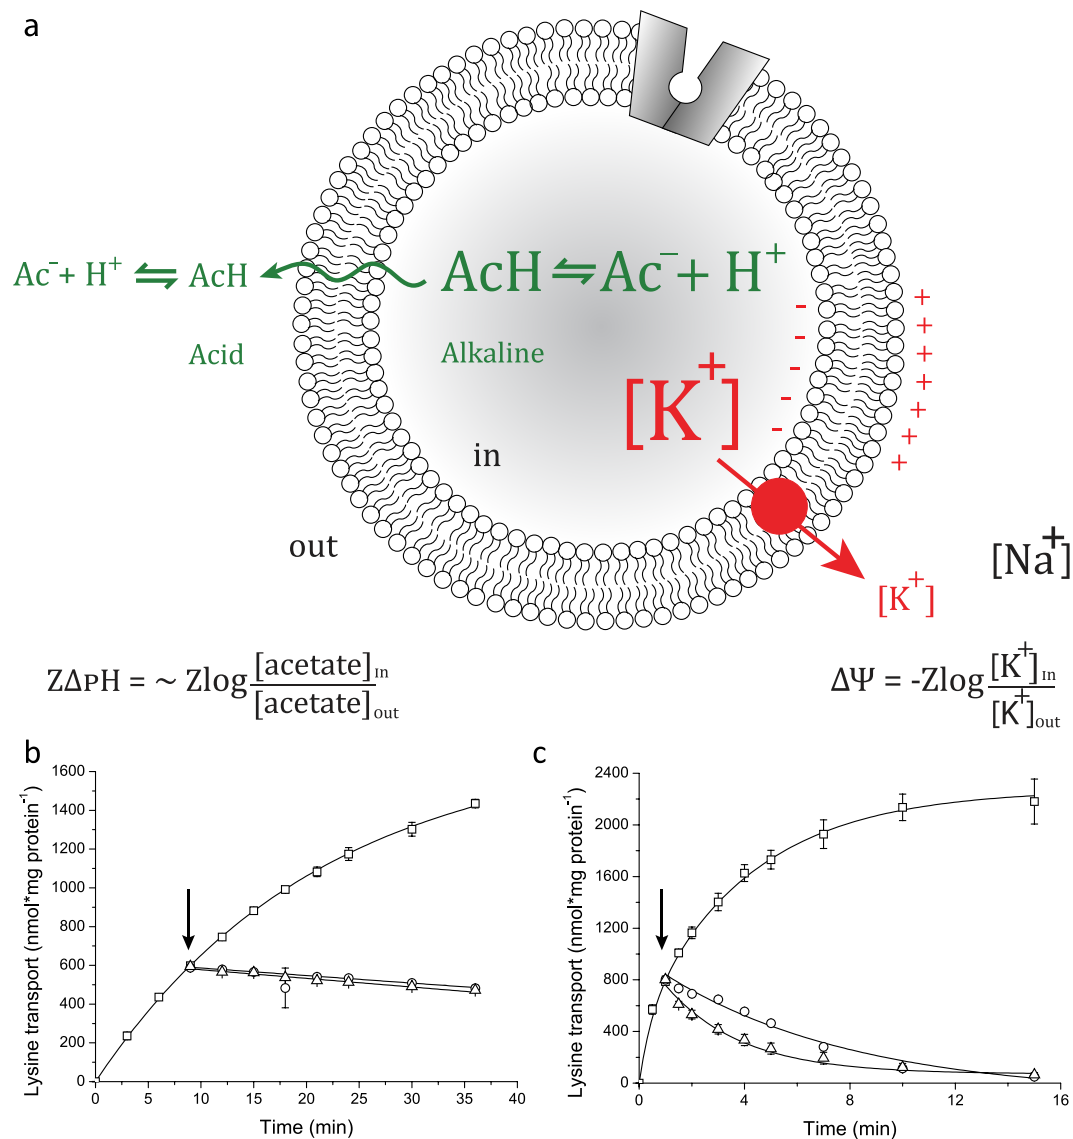 a
Ac⁻ + H⁺ ⇌ AcH
AcH ⇌ Ac⁻ + H⁺
Acid
Alkaline
- - - - -
+ + + + + + +
[K⁺]
in
out
[Na⁺]
[K⁺]
ZΔpH = ~ Zlog [acetate]In / [acetate]out
ΔΨ = -Zlog [K⁺]In / [K⁺]out
b
Lysine transport (nmol*mg protein⁻¹)
1600
1400
1200
1000
800
600
400
200
0
0 5 10 15 20 25 30 35 40
Time (min)
c
Lysine transport (nmol*mg protein⁻¹)
2400
2000
1600
1200
800
400
0
0 4 8 12 16
Time (min)